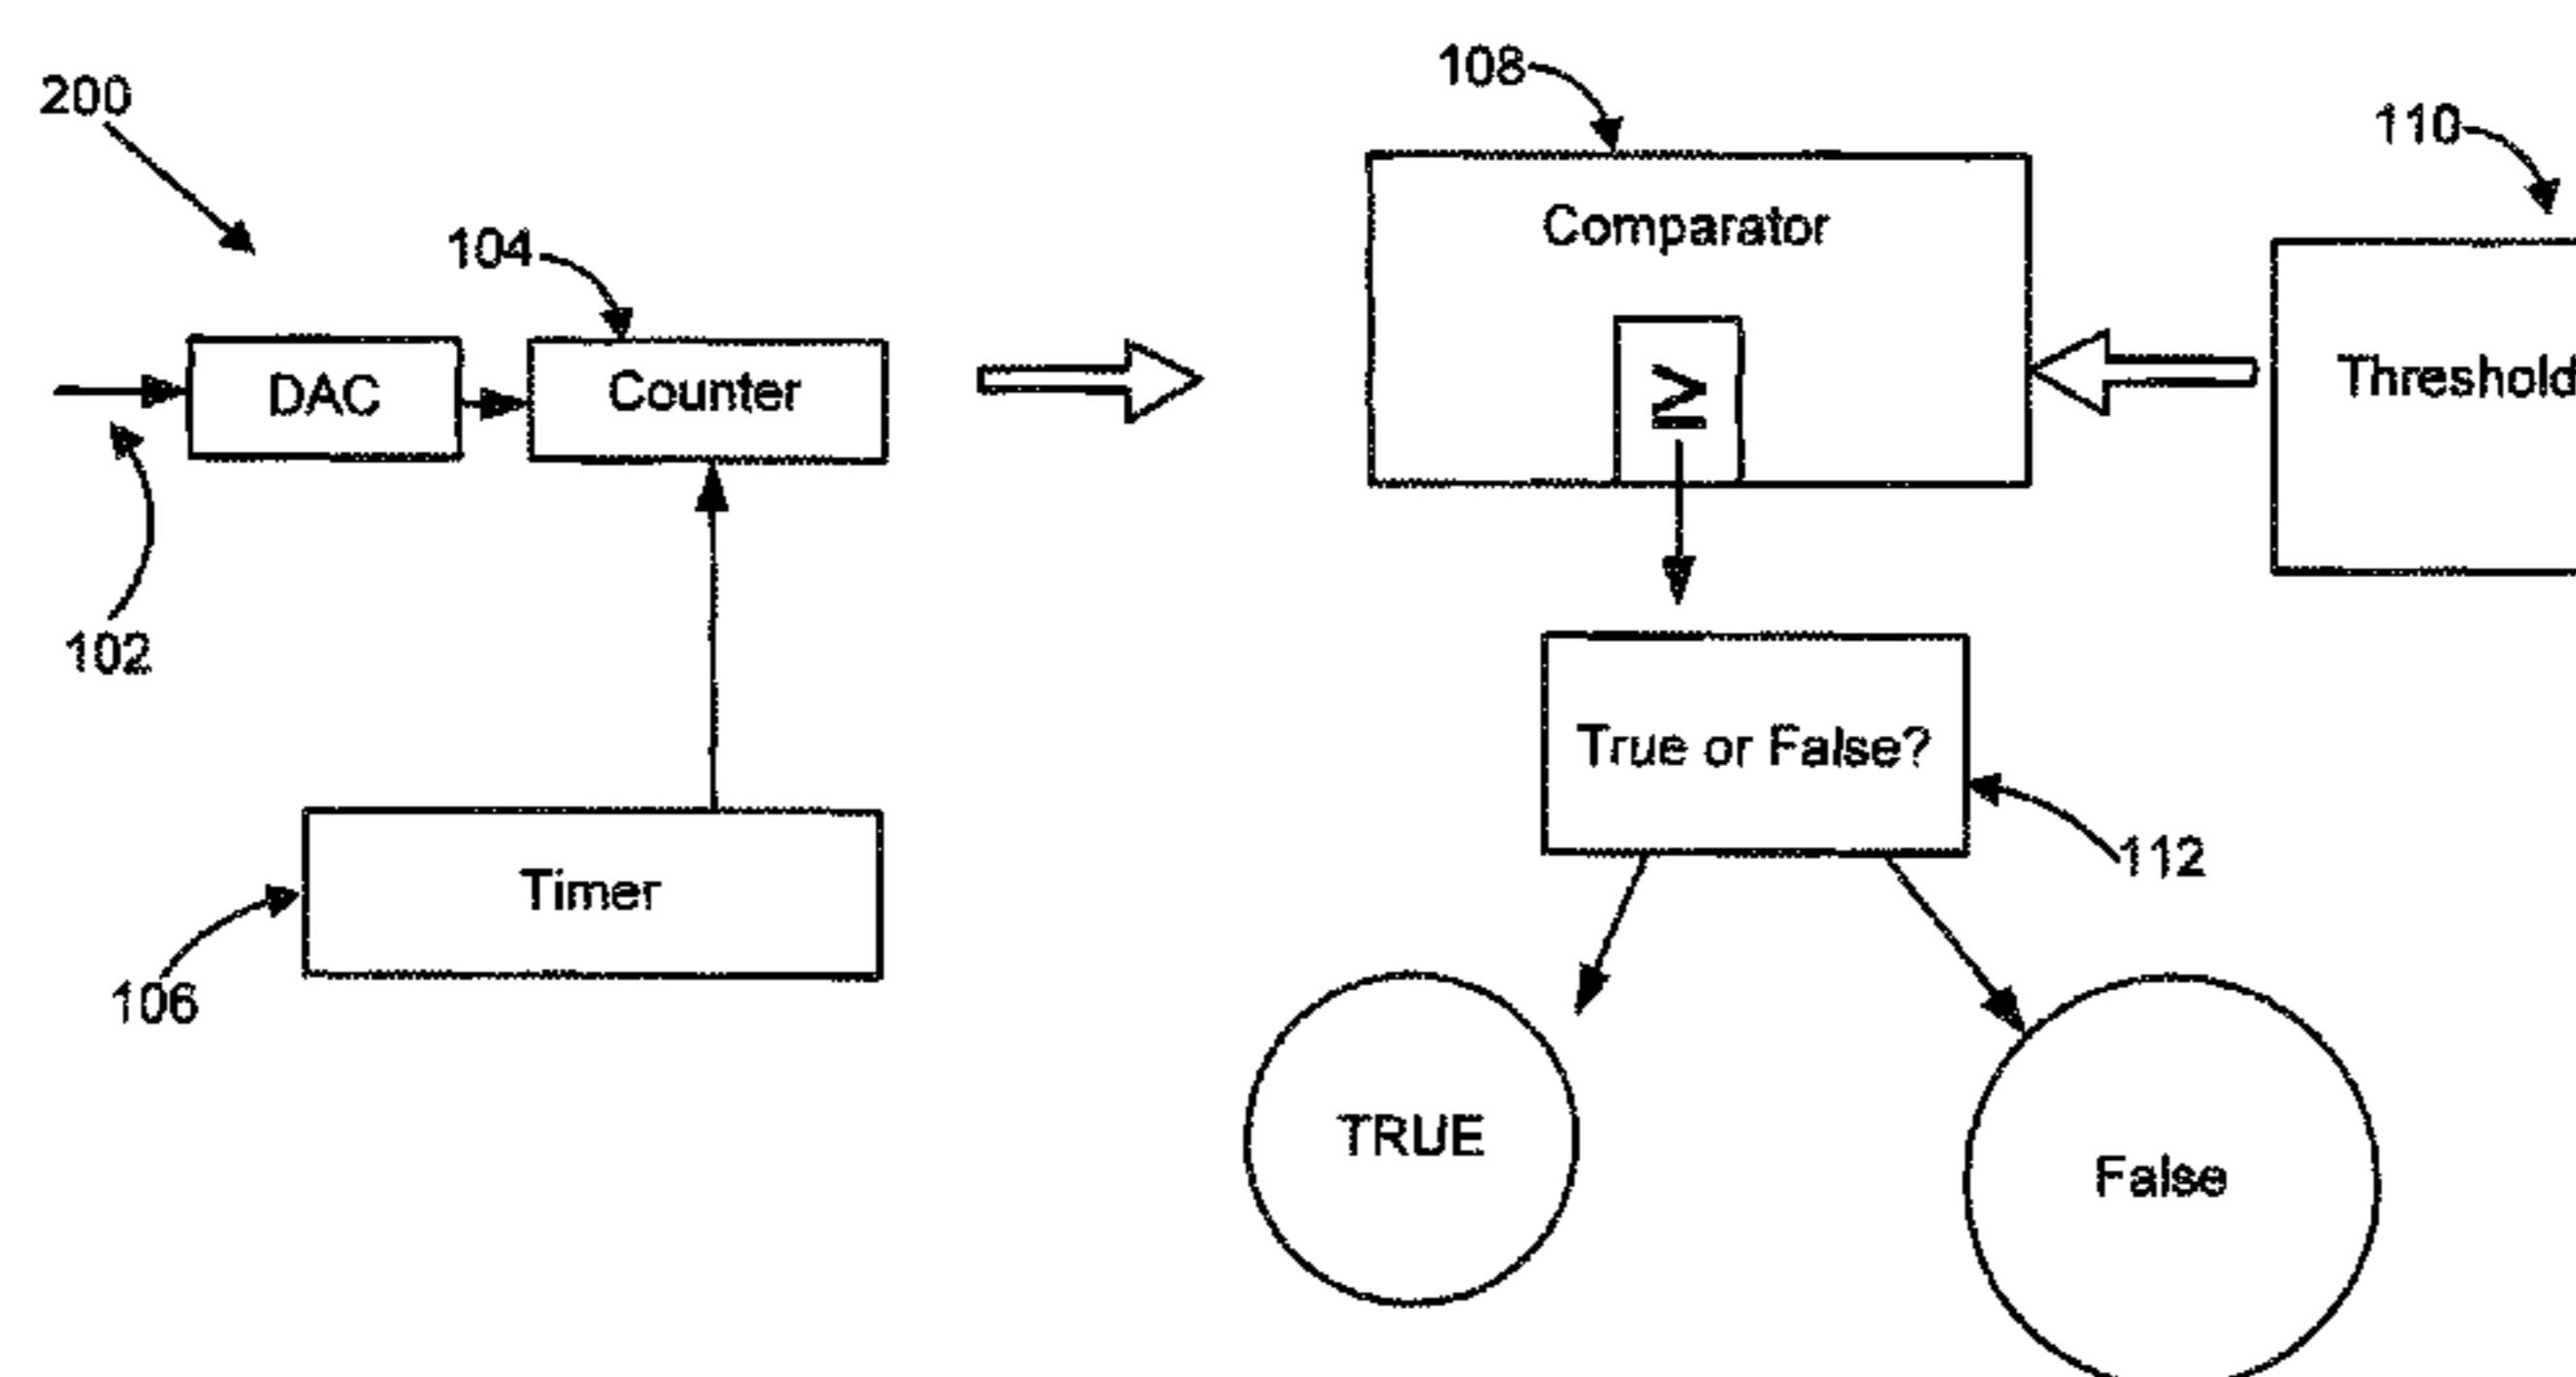 200
108
110
104
Comparator
DAC
Counter
≥
Threshold
102
True or False?
112
Timer
106
TRUE
False